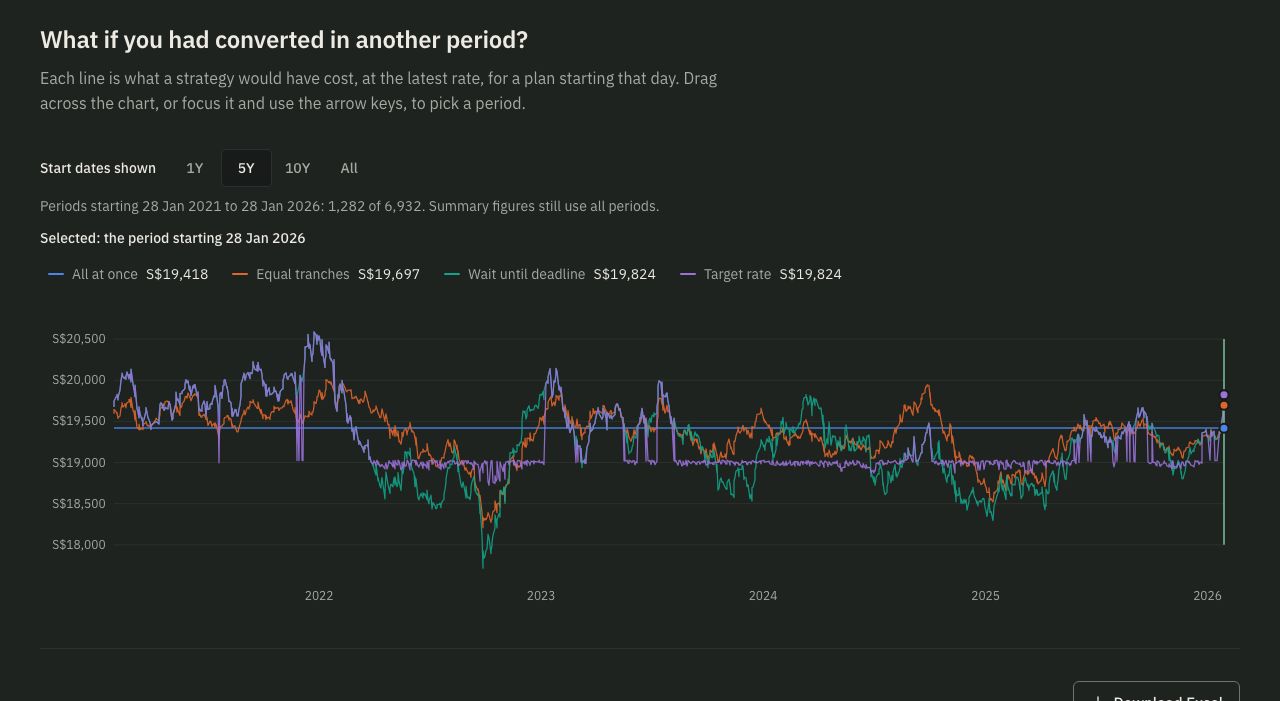 What if you had converted in another period?
Each line is what a strategy would have cost, at the latest rate, for a plan starting that day. Drag
across the chart, or focus it and use the arrow keys, to pick a period.
Start dates shown 1Y 5Y 10Y All
Periods starting 28 Jan 2021 to 28 Jan 2026: 1,282 of 6,932. Summary figures still use all periods.
Selected: the period starting 28 Jan 2026
All at once S$19,418 Equal tranches S$19,697 Wait until deadline S$19,824 Target rate S$19,824
S$20,500
S$20,000
S$19,500
S$19,000
S$18,500
S$18,000
2022 2023 2024 2025 2026
Download Excel